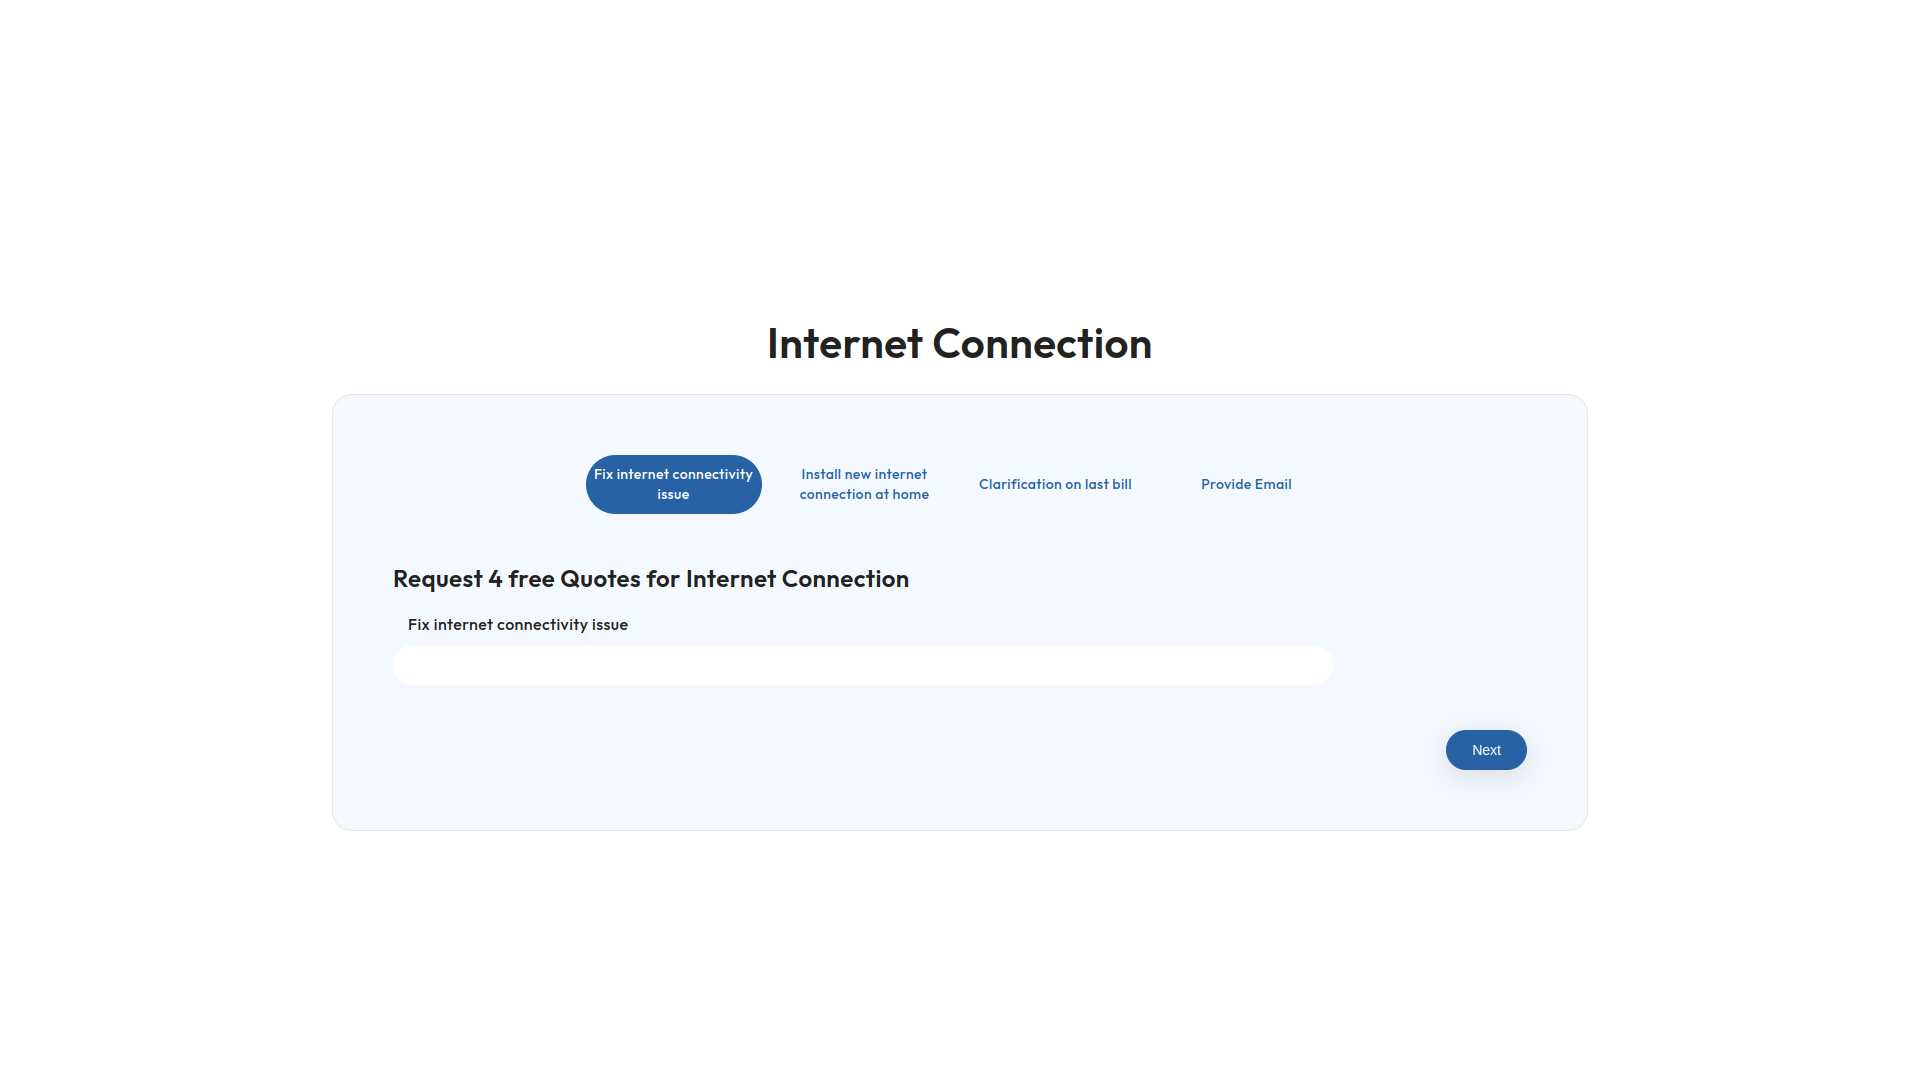 Internet Connection
Fix internet connectivity
issue
Install new internet
connection at home
Clarification on last bill
Provide Email
Request 4 free Quotes for Internet Connection
Fix internet connectivity issue
Next